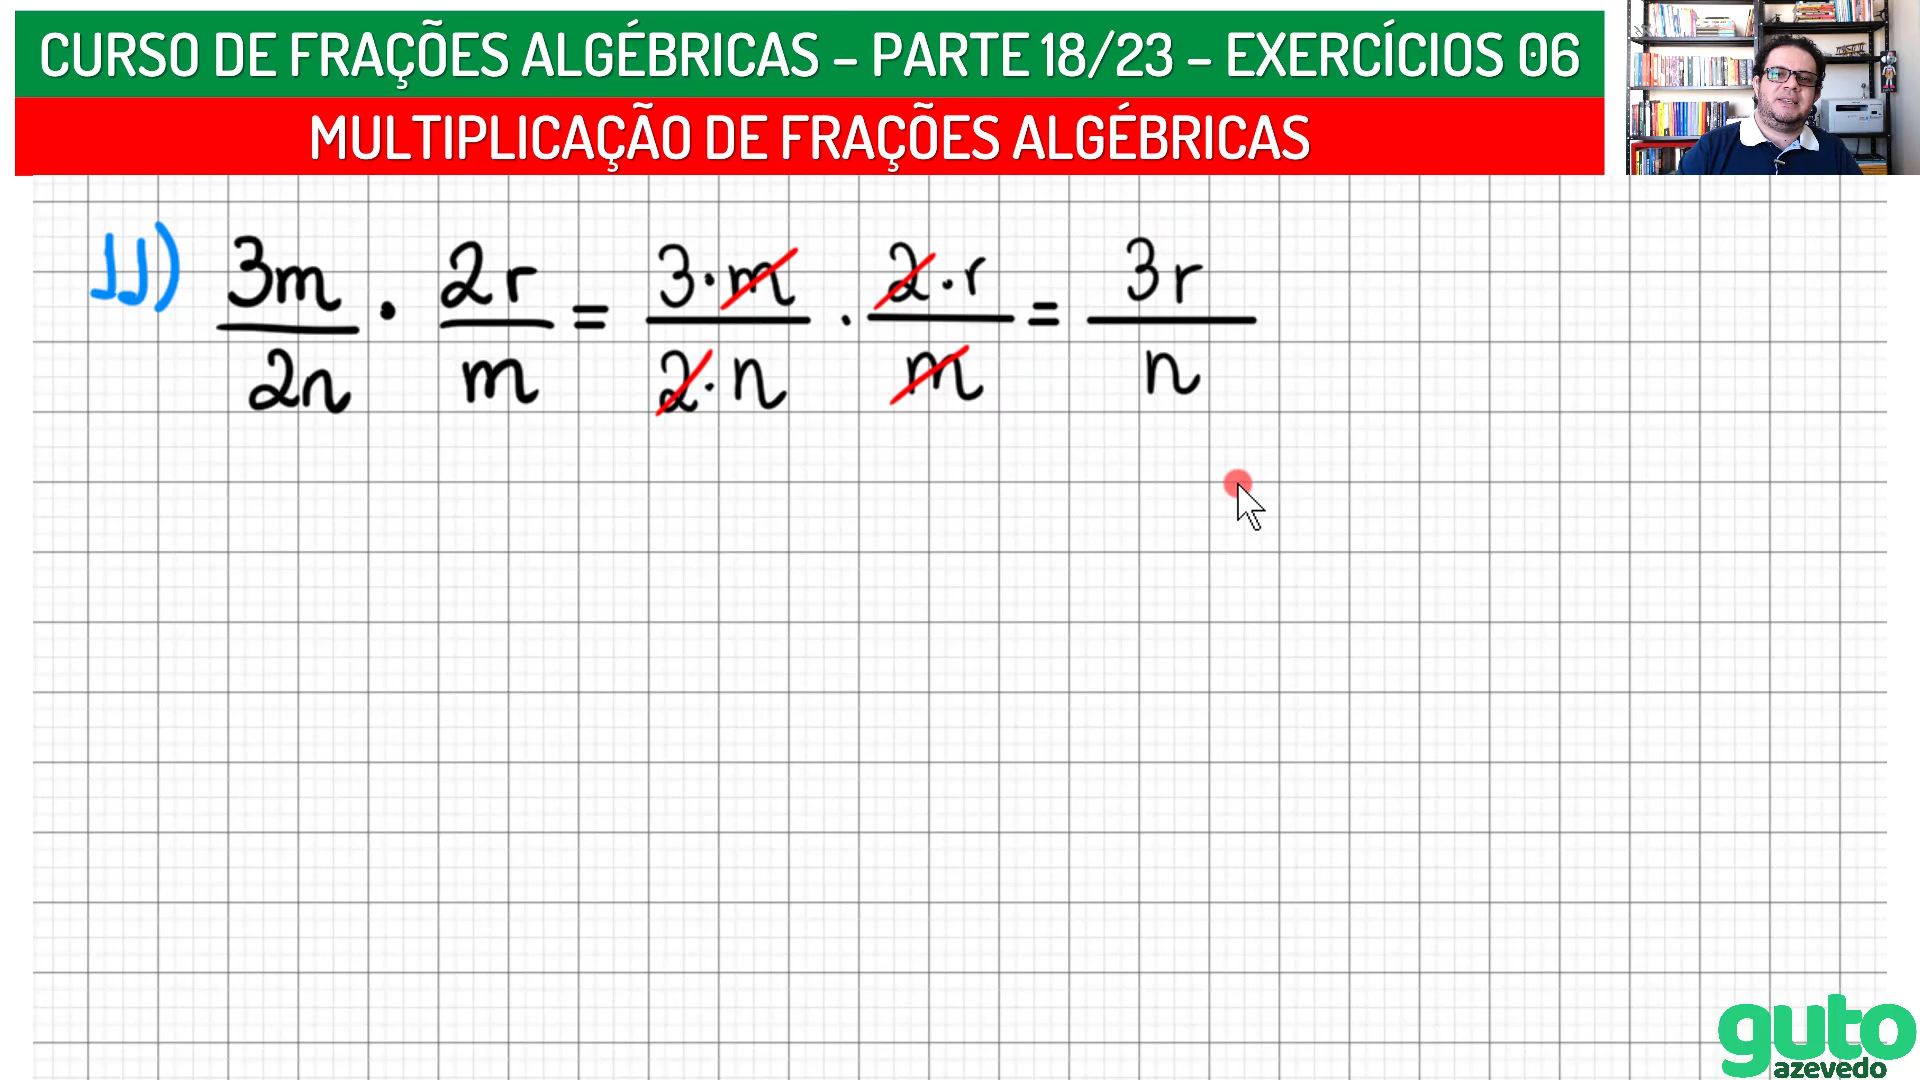 CURSO DE FRAÇÕES ALGÉBRICAS – PARTE 18/23 – EXERCÍCIOS 06
MULTIPLICAÇÃO DE FRAÇÕES ALGÉBRICAS
JJ) 3m/2n · 2r/m = 3·m/2·n · 2·r/m = 3r/n
guto
azevedo